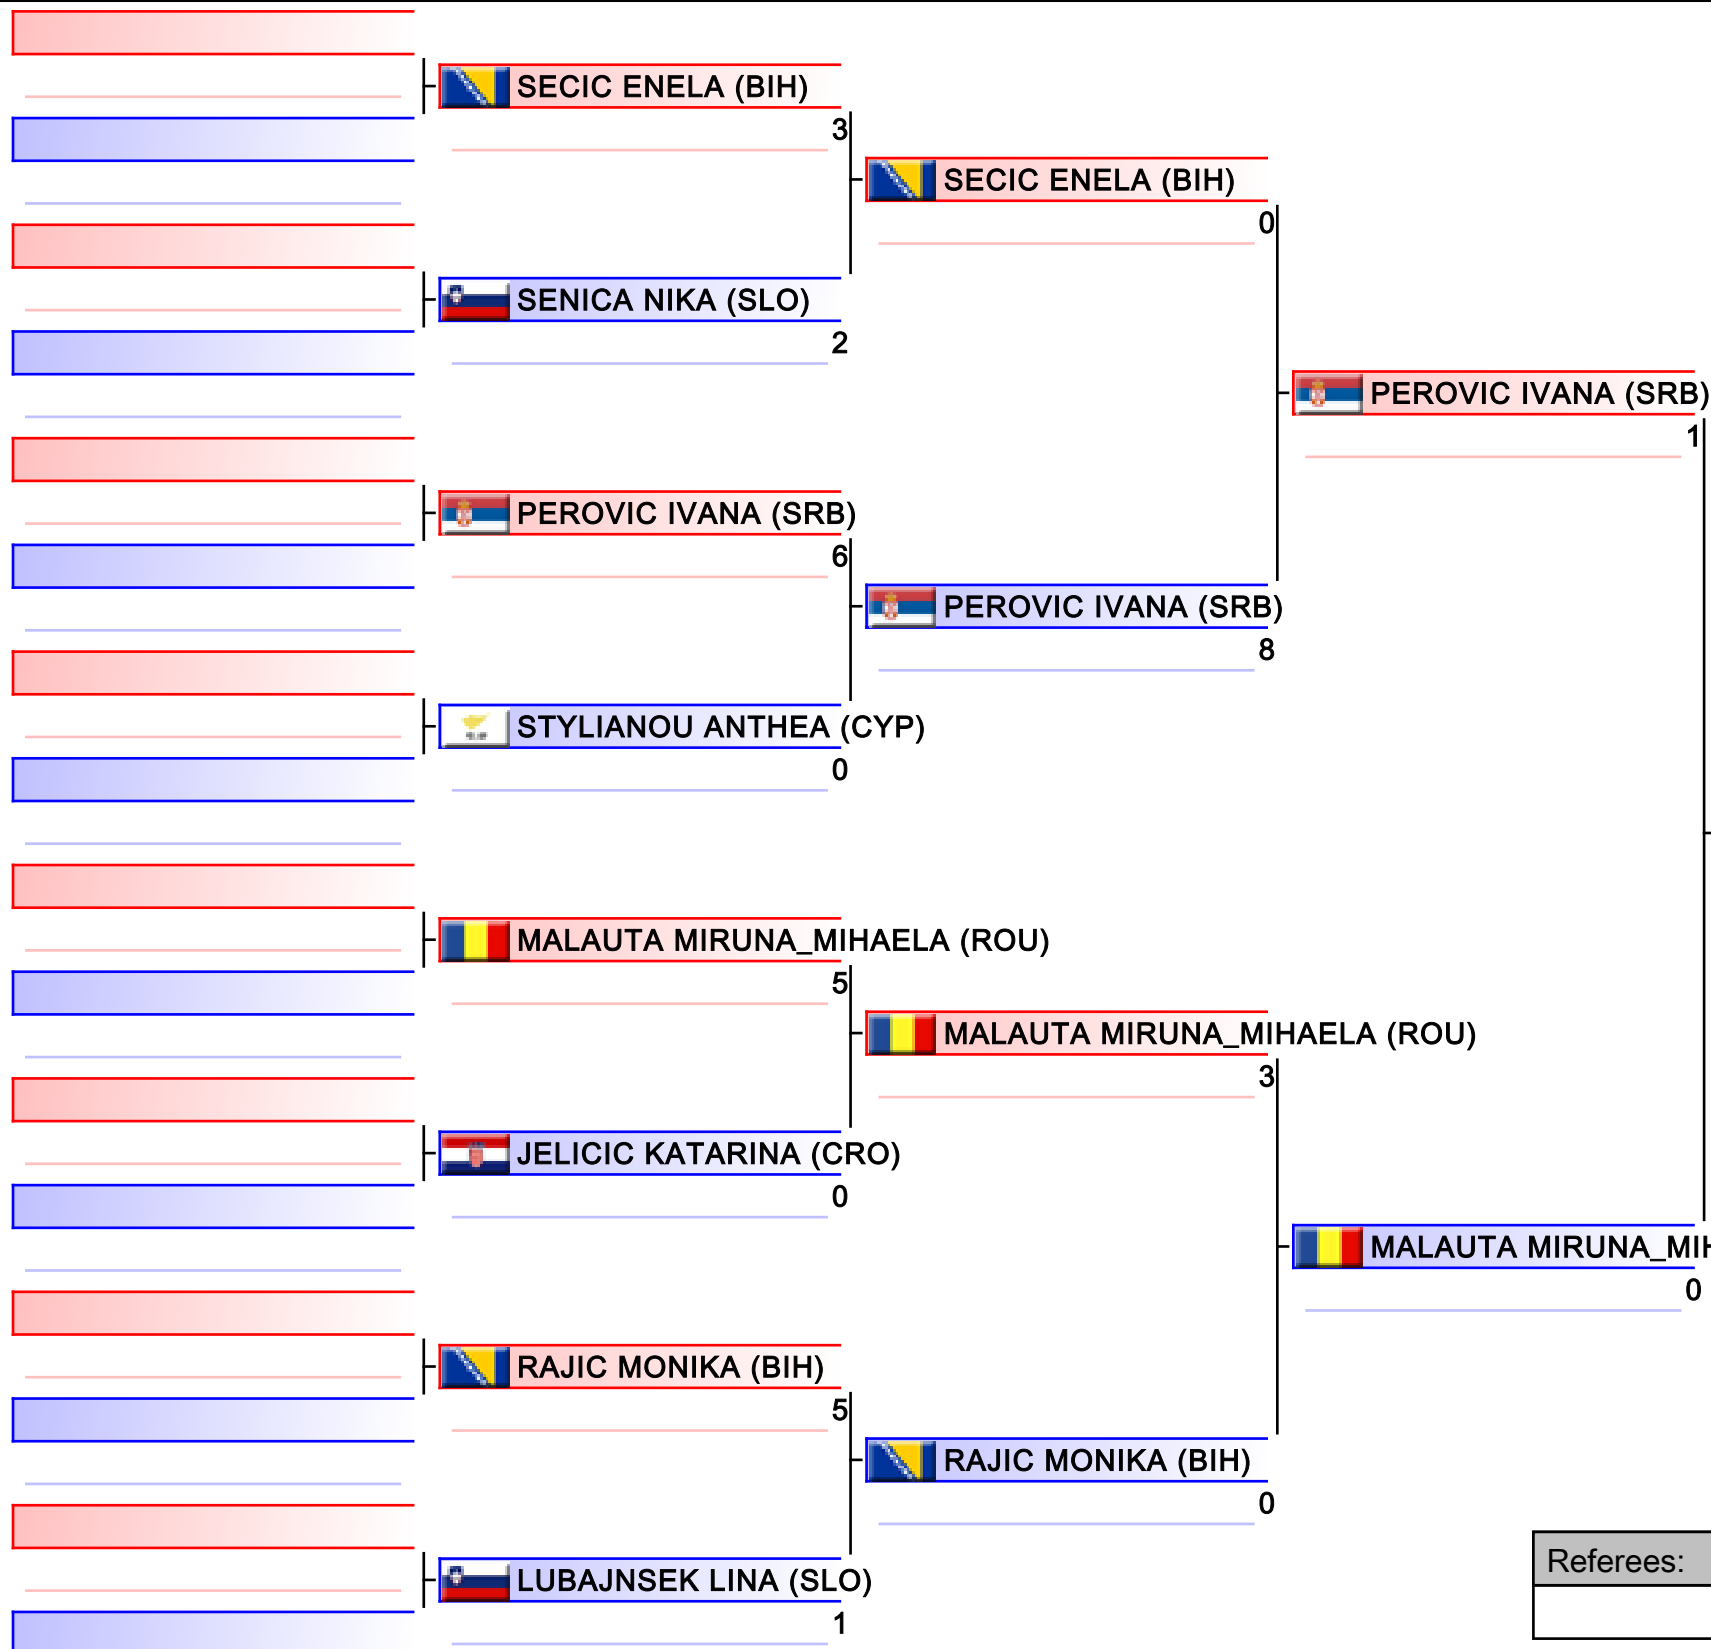 SECIC ENELA (BIH)
3
SENICA NIKA (SLO)
2
PEROVIC IVANA (SRB)
6
STYLIANOU ANTHEA (CYP)
0
MALAUTA MIRUNA_MIHAELA (ROU)
5
JELICIC KATARINA (CRO)
0
RAJIC MONIKA (BIH)
5
LUBAJNSEK LINA (SLO)
1
SECIC ENELA (BIH)
0
PEROVIC IVANA (SRB)
8
MALAUTA MIRUNA_MIHAELA (ROU)
3
RAJIC MONIKA (BIH)
0
PEROVIC IVANA (SRB)
1
MALAUTA MIRUNA_MIH
0
Referees: